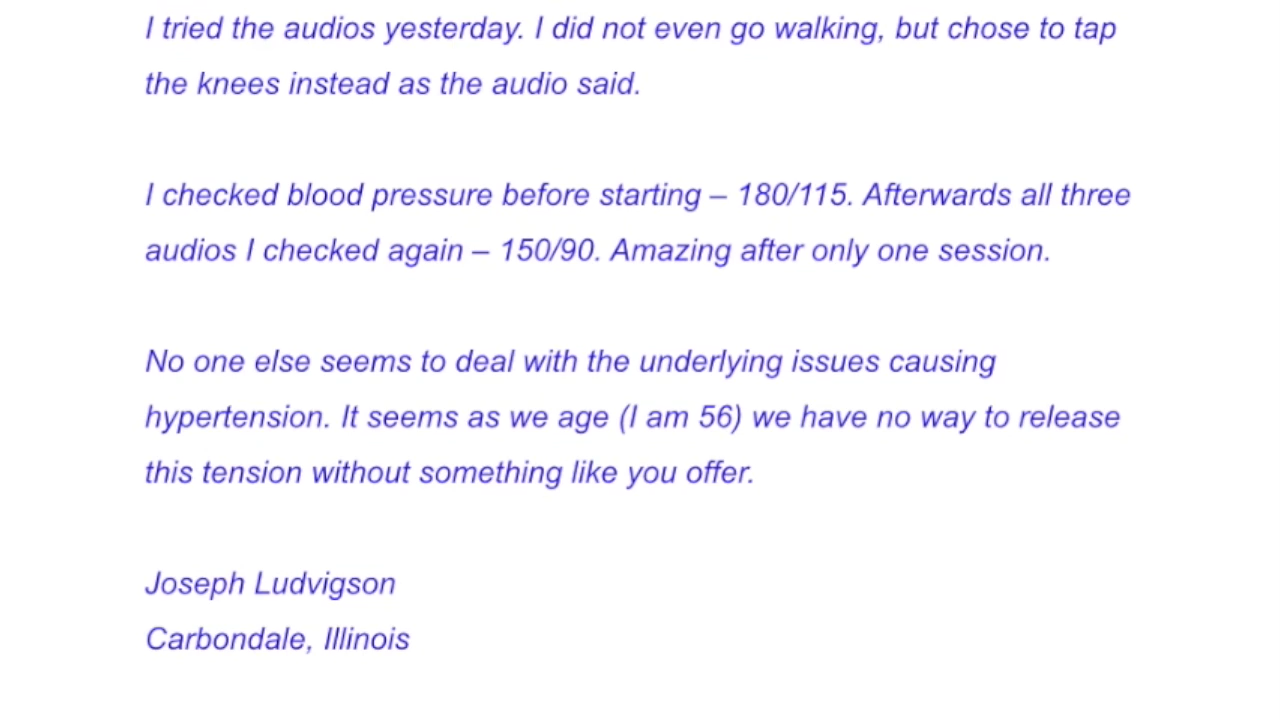 I tried the audios yesterday. I did not even go walking, but chose to tap
the knees instead as the audio said.
I checked blood pressure before starting – 180/115. Afterwards all three
audios I checked again – 150/90. Amazing after only one session.
No one else seems to deal with the underlying issues causing
hypertension. It seems as we age (I am 56) we have no way to release
this tension without something like you offer.
Joseph Ludvigson
Carbondale, Illinois